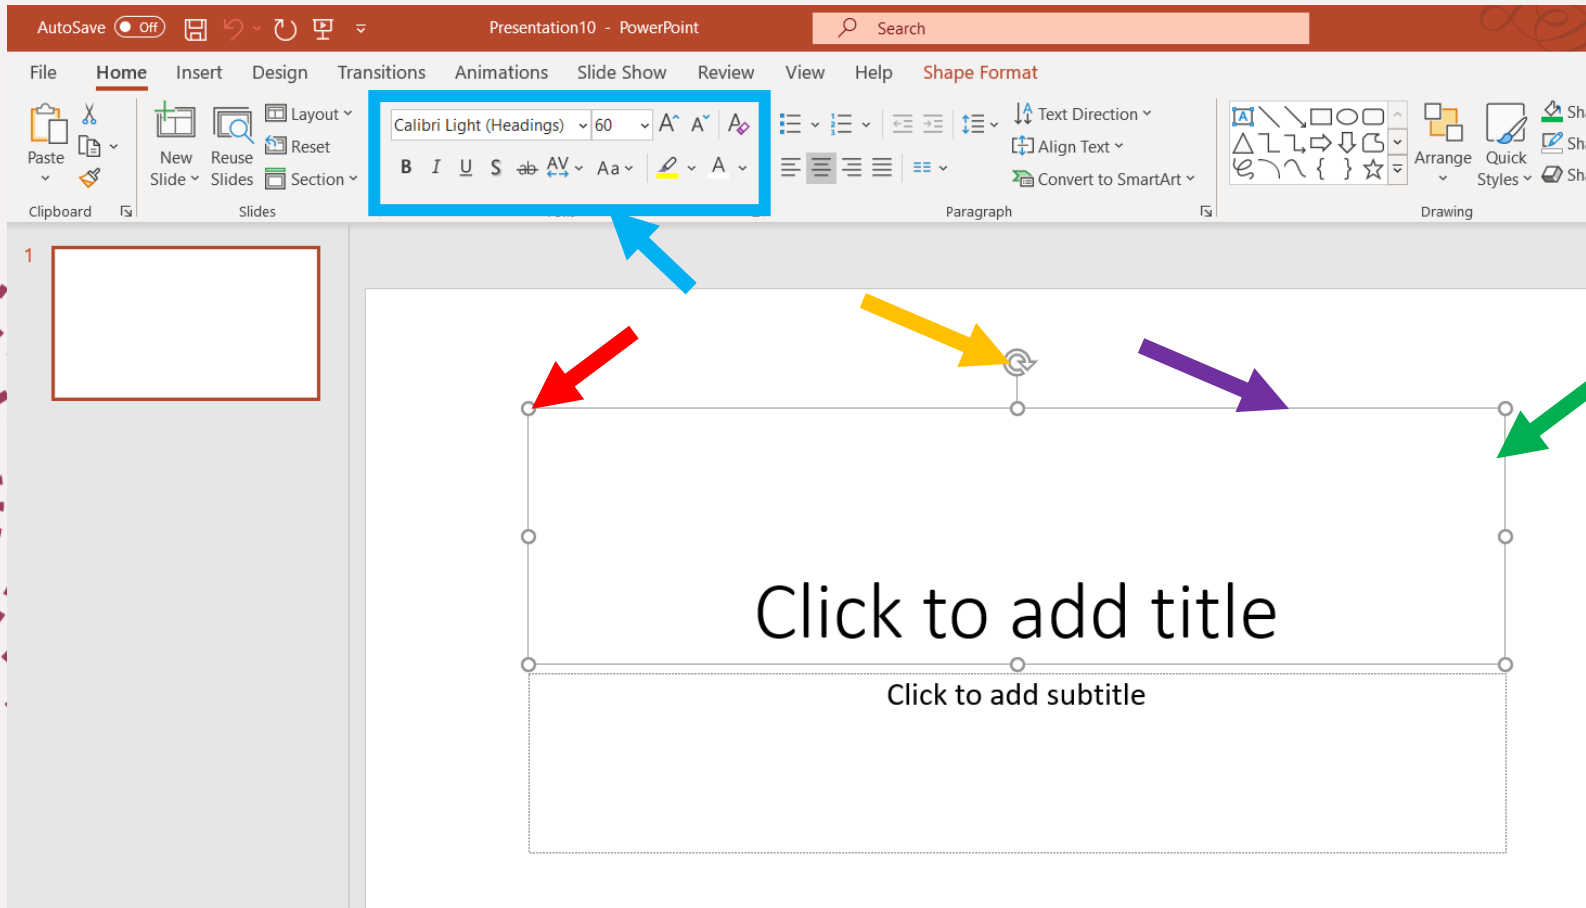 AutoSave Off Presentation10 - PowerPoint Search
File Home Insert Design Transitions Animations Slide Show Review View Help Shape Format
Paste
New Slide
Reuse Slides
Layout
Reset
Section
Calibri Light (Headings) 60 A A A
B I U S ab AV Aa A
Text Direction
Align Text
Convert to SmartArt
A
Arrange
Quick Styles
Clipboard Slides Paragraph Drawing
1
Click to add title
Click to add subtitle